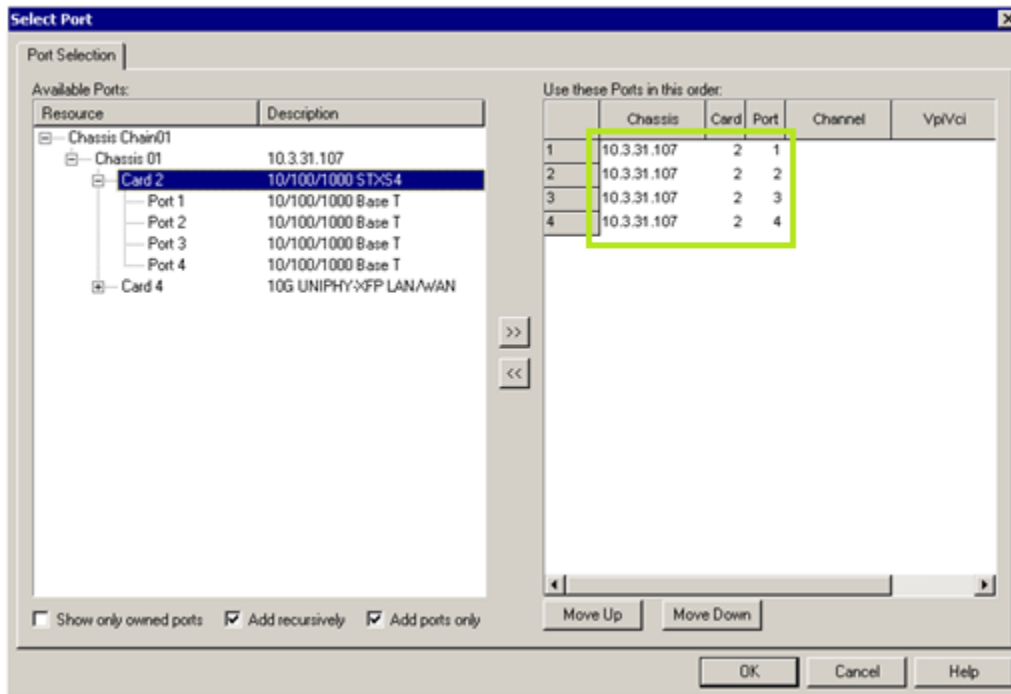 Select Port
Port Selection
Available Ports:
Resource Description
Chassis Chain01
Chassis 01 10.3.31.107
Card 2 10/100/1000 STXS4
Port 1 10/100/1000 Base T
Port 2 10/100/1000 Base T
Port 3 10/100/1000 Base T
Port 4 10/100/1000 Base T
Card 4 10G UNIPHY-XFP LAN/WAN
Show only owned ports Add recursively Add ports only
>>
<<
Use these Ports in this order:
Chassis Card Port Channel Vpi/Vci
1 10.3.31.107 2 1
2 10.3.31.107 2 2
3 10.3.31.107 2 3
4 10.3.31.107 2 4
Move Up Move Down
OK Cancel Help